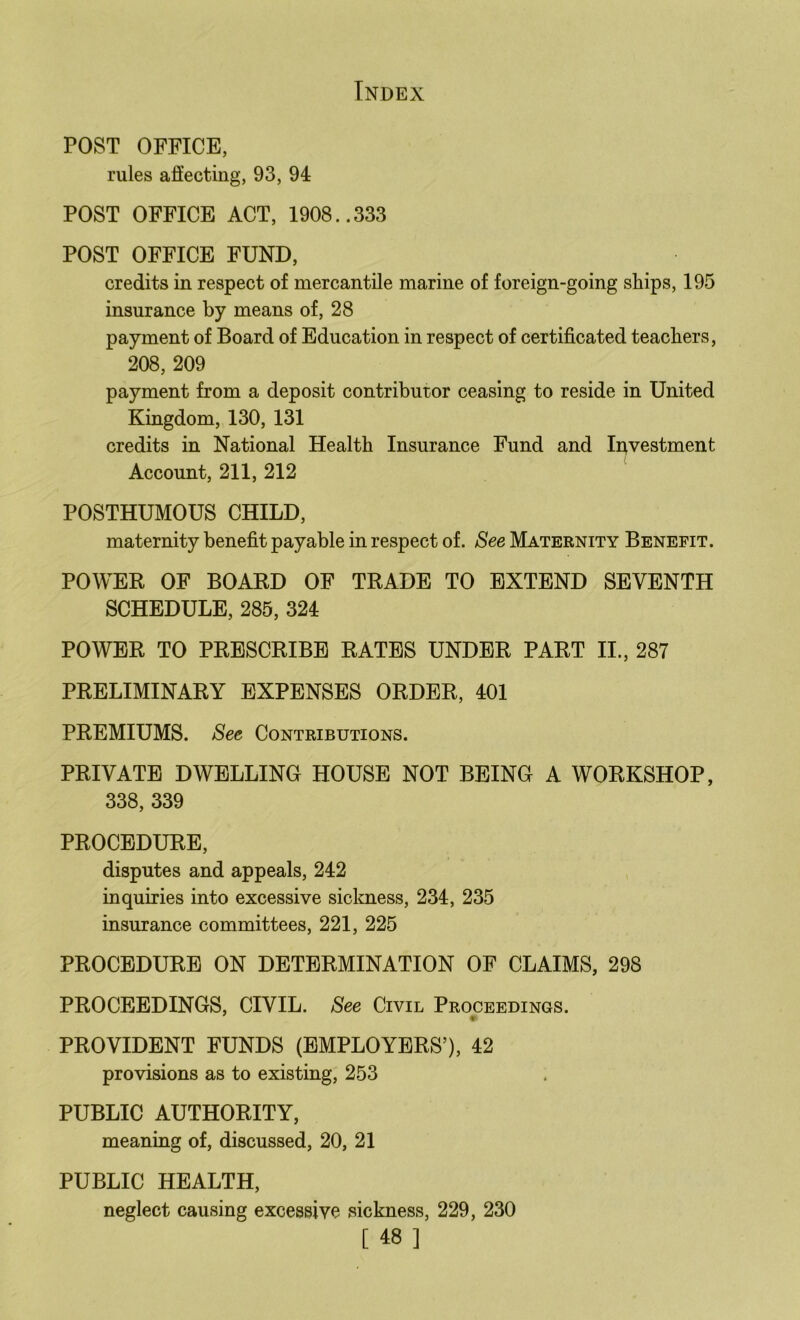 Index
POST OFFICE,
rules affecting, 93, 94
POST OFFICE ACT, 1908..333
POST OFFICE FUND,
credits in respect of mercantile marine of foreign-going ships, 195
insurance by means of, 28
payment of Board of Education in respect of certificated teachers,
208, 209
payment from a deposit contributor ceasing to reside in United
Kingdom, 130, 131
credits in National Health Insurance Fund and Investment
Account, 211, 212
POSTHUMOUS CHILD,
maternity benefit payable in respect of. See Maternity Benefit.
POWER OF BOARD OF TRADE TO EXTEND SEVENTH
SCHEDULE, 285, 324
POWER TO PRESCRIBE RATES UNDER PART II., 287
PRELIMINARY EXPENSES ORDER, 401
PREMIUMS. See Contributions.
PRIVATE DWELLING HOUSE NOT BEING A WORKSHOP,
338, 339
PROCEDURE,
disputes and appeals, 242
inquiries into excessive sickness, 234, 235
insurance committees, 221, 225
PROCEDURE ON DETERMINATION OF CLAIMS, 298
PROCEEDINGS, CIVIL. See Civil Proceedings.
PROVIDENT FUNDS (EMPLOYERS'), 42
provisions as to existing, 253
PUBLIC AUTHORITY,
meaning of, discussed, 20, 21
PUBLIC HEALTH,
neglect causing excessive sickness, 229, 230
[ 48 ]